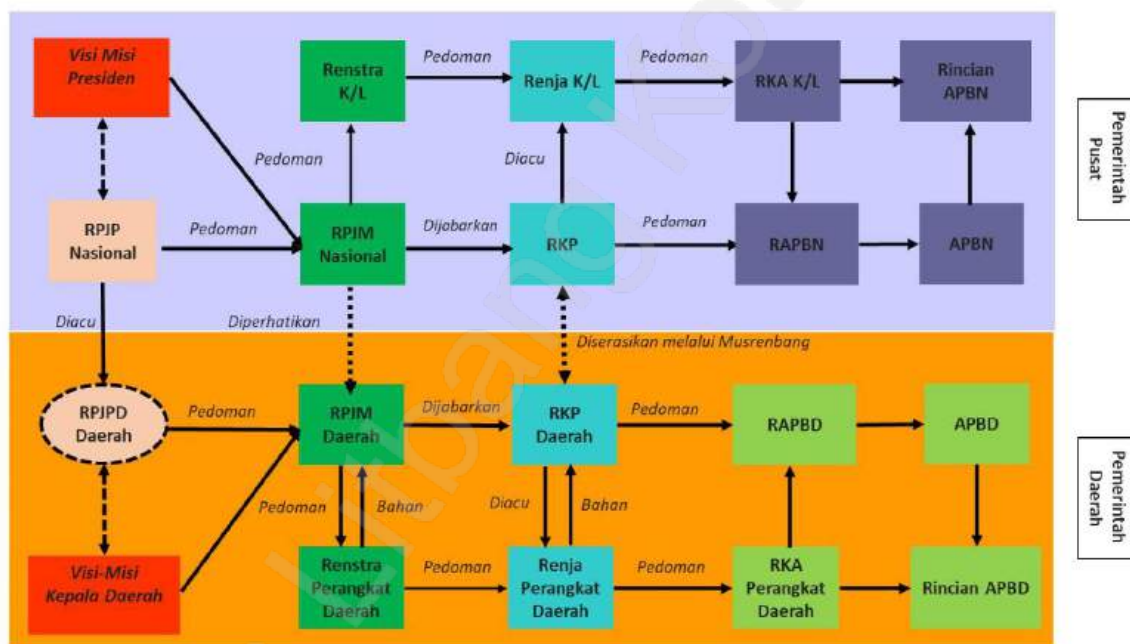 Visi Misi
Presiden
Renstra
K/L
Pedoman
Renja K/L
Pedoman
RKA K/L
Rincian
APBN
Pedoman
Diacu
RPJP
Nasional
Pedoman
RPJM
Nasional
Dijabarkan
RKP
Pedoman
RAPBN
APBN
Pemerintah
Pusat
Diacu
Diperhatikan
Diserasikan melalui Musrenbang
RPJPD
Daerah
Pedoman
RPJM
Daerah
Dijabarkan
RKP
Daerah
Pedoman
RAPBD
APBD
Pedoman
Bahan
Diacu
Bahan
Visi-Misi
Kepala Daerah
Renstra
Perangkat
Daerah
Pedoman
Renja
Perangkat
Daerah
Pedoman
RKA
Perangkat
Daerah
Rincian APBD
Pemerintah
Daerah